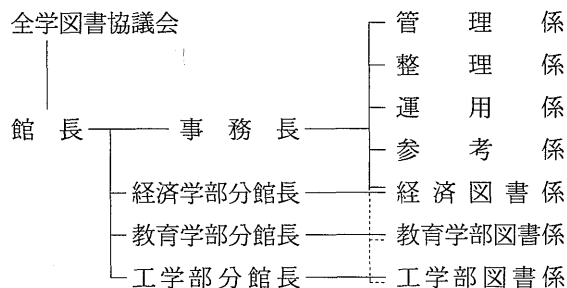 全学図書協議会 管理係
整理係
運用係
館長 事務長
参考係
経済学部分館長 経済図書係
教育学部分館長 教育学部図書係
工学部分館長 工学部図書係